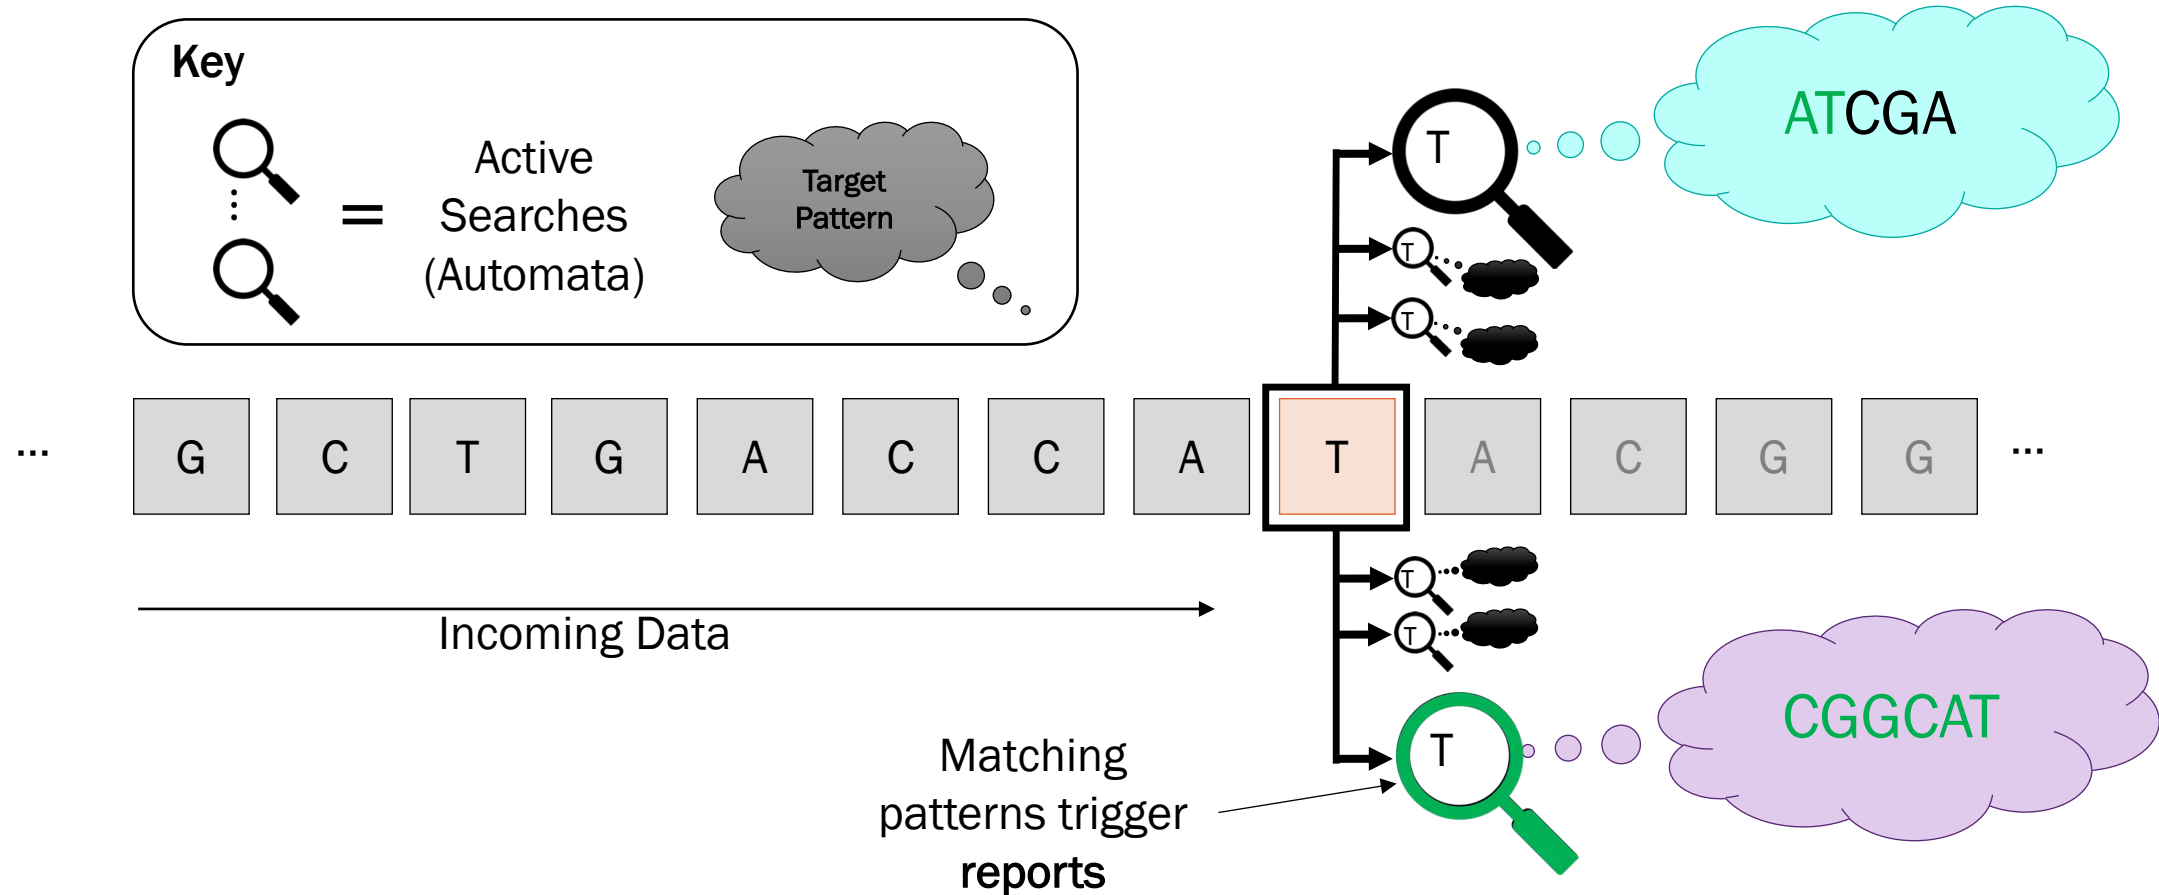 Key
Active
Searches
(Automata)
Target
Pattern
T
ATCGA
T
T
... G C T G A C C A T A C G G ...
T
T
Incoming Data
T
CGGCAT
Matching
patterns trigger
reports